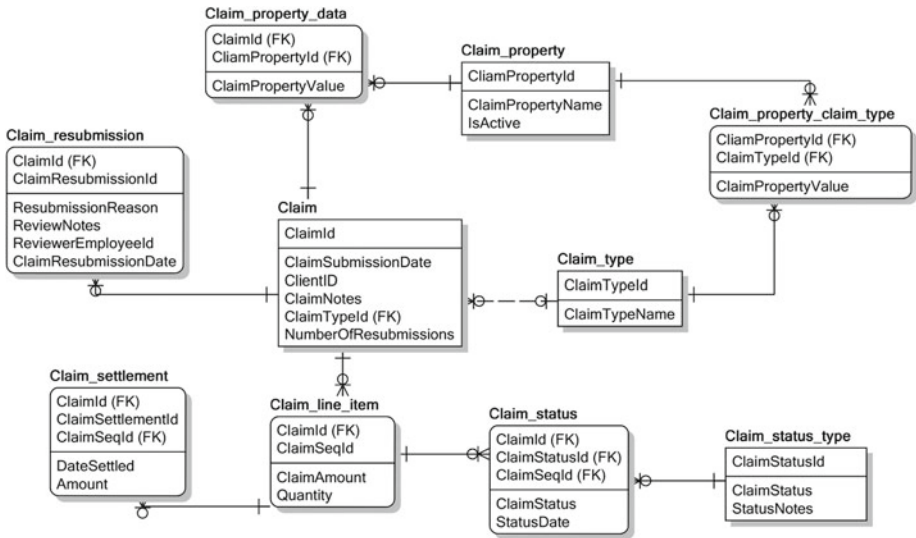 Claim_property_data
ClaimId (FK)
CliamPropertyId (FK)
ClaimPropertyValue
Claim_property
CliamPropertyId
ClaimPropertyName
IsActive
Claim_property_claim_type
CliamPropertyId (FK)
ClaimTypeId (FK)
ClaimPropertyValue
Claim_resubmission
ClaimId (FK)
ClaimResubmissionId
ResubmissionReason
ReviewNotes
ReviewerEmployeeId
ClaimResubmissionDate
Claim
ClaimId
ClaimSubmissionDate
ClientID
ClaimNotes
ClaimTypeId (FK)
NumberOfResubmissions
Claim_type
ClaimTypeId
ClaimTypeName
Claim_settlement
ClaimId (FK)
ClaimSettlementId
ClaimSeqId (FK)
DateSettled
Amount
Claim_line_item
ClaimId (FK)
ClaimSeqId
ClaimAmount
Quantity
Claim_status
ClaimId (FK)
ClaimStatusId (FK)
ClaimSeqId (FK)
ClaimStatus
StatusDate
Claim_status_type
ClaimStatusId
ClaimStatus
StatusNotes